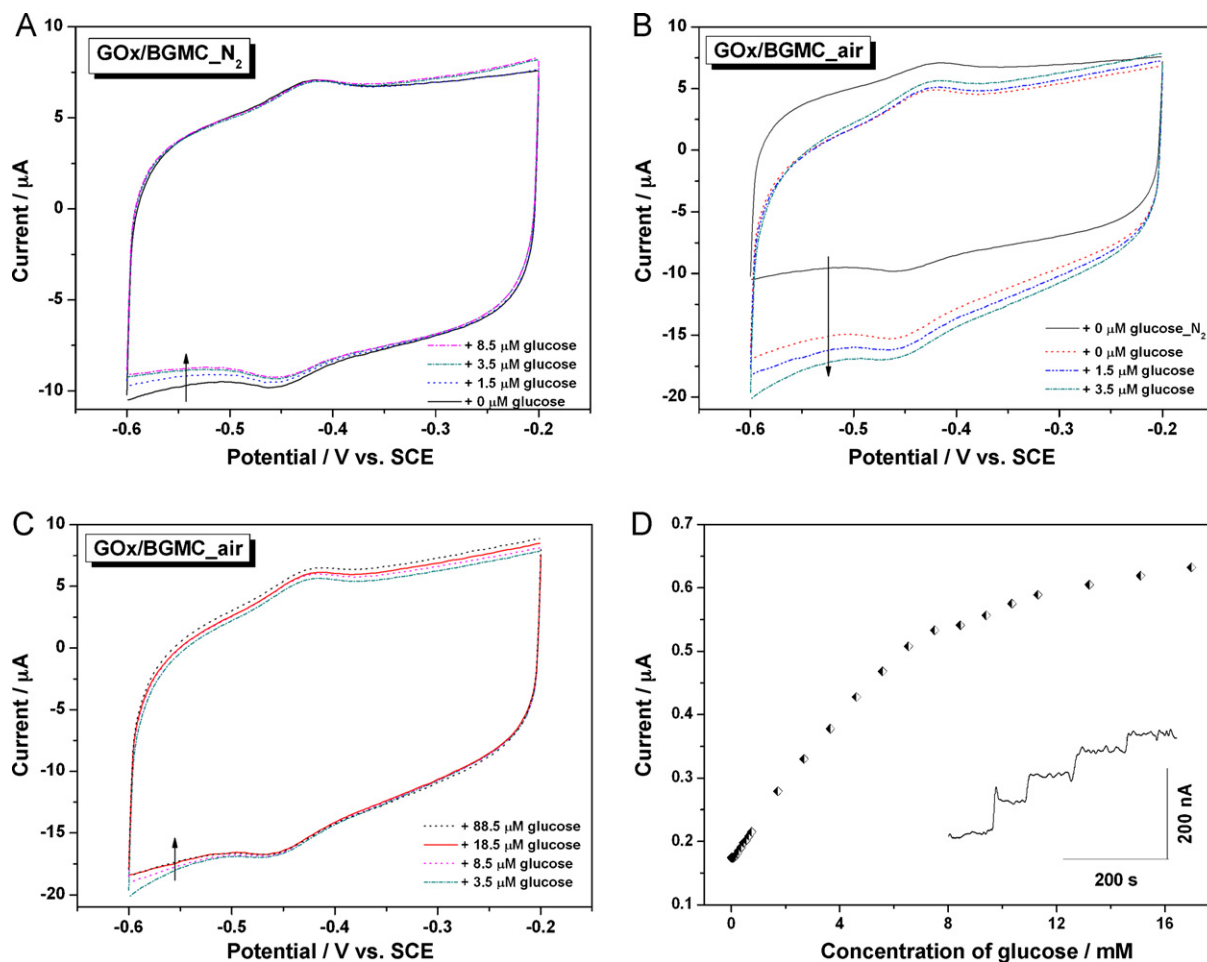 A
GOx/BGMC_N₂
Current / μA
10
5
0
-5
-10
+ 8.5 μM glucose
+ 3.5 μM glucose
+ 1.5 μM glucose
+ 0 μM glucose
-0.6
-0.5
-0.4
-0.3
-0.2
Potential / V vs. SCE
B
GOx/BGMC_air
Current / μA
10
5
0
-5
-10
-15
-20
+ 0 μM glucose_N₂
+ 0 μM glucose
+ 1.5 μM glucose
+ 3.5 μM glucose
-0.6
-0.5
-0.4
-0.3
-0.2
Potential / V vs. SCE
C
GOx/BGMC_air
Current / μA
10
5
0
-5
-10
-15
-20
+ 88.5 μM glucose
+ 18.5 μM glucose
+ 8.5 μM glucose
+ 3.5 μM glucose
-0.6
-0.5
-0.4
-0.3
-0.2
Potential / V vs. SCE
D
Current / μA
0.7
0.6
0.5
0.4
0.3
0.2
0.1
200 nA
200 s
0
4
8
12
16
Concentration of glucose / mM